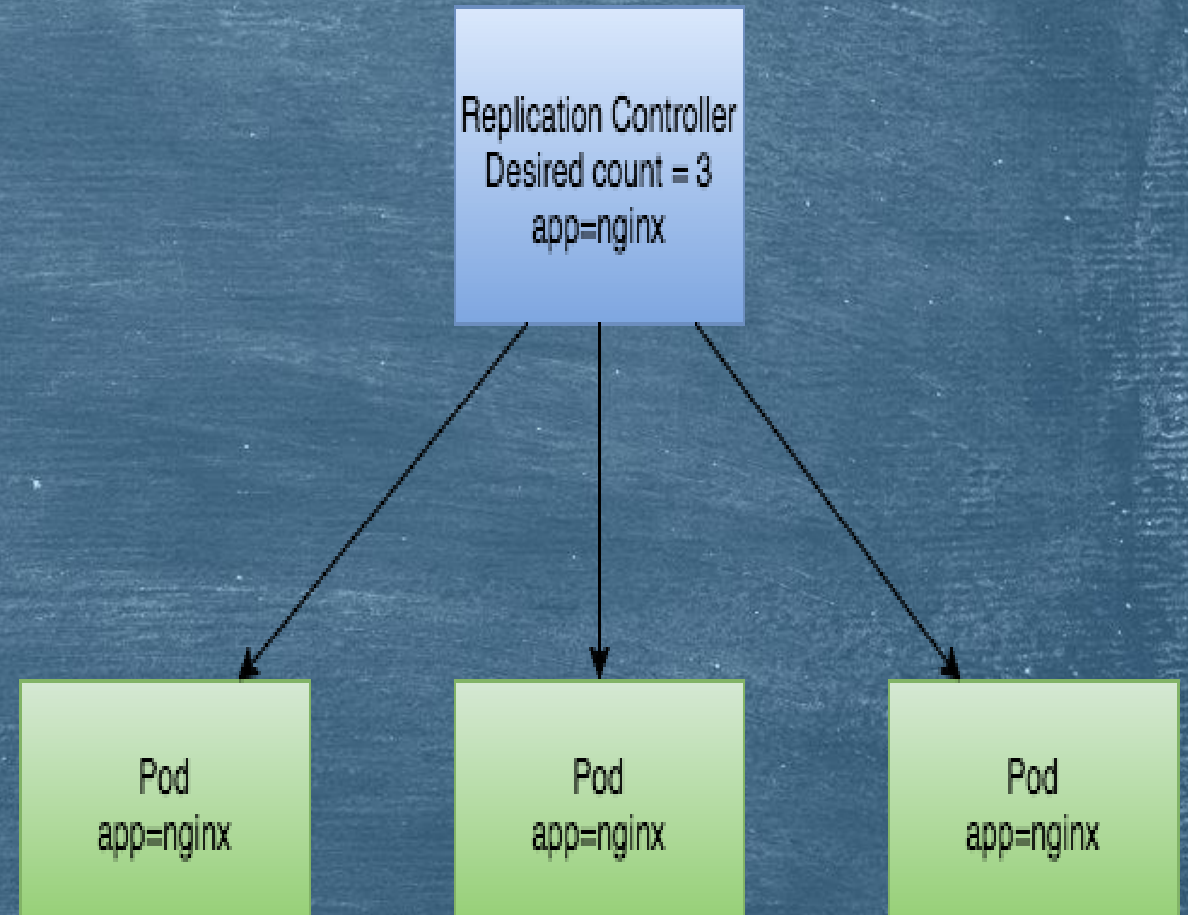 Replication Controller
Desired count = 3
app=nginx
Pod
app=nginx
Pod
app=nginx
Pod
app=nginx